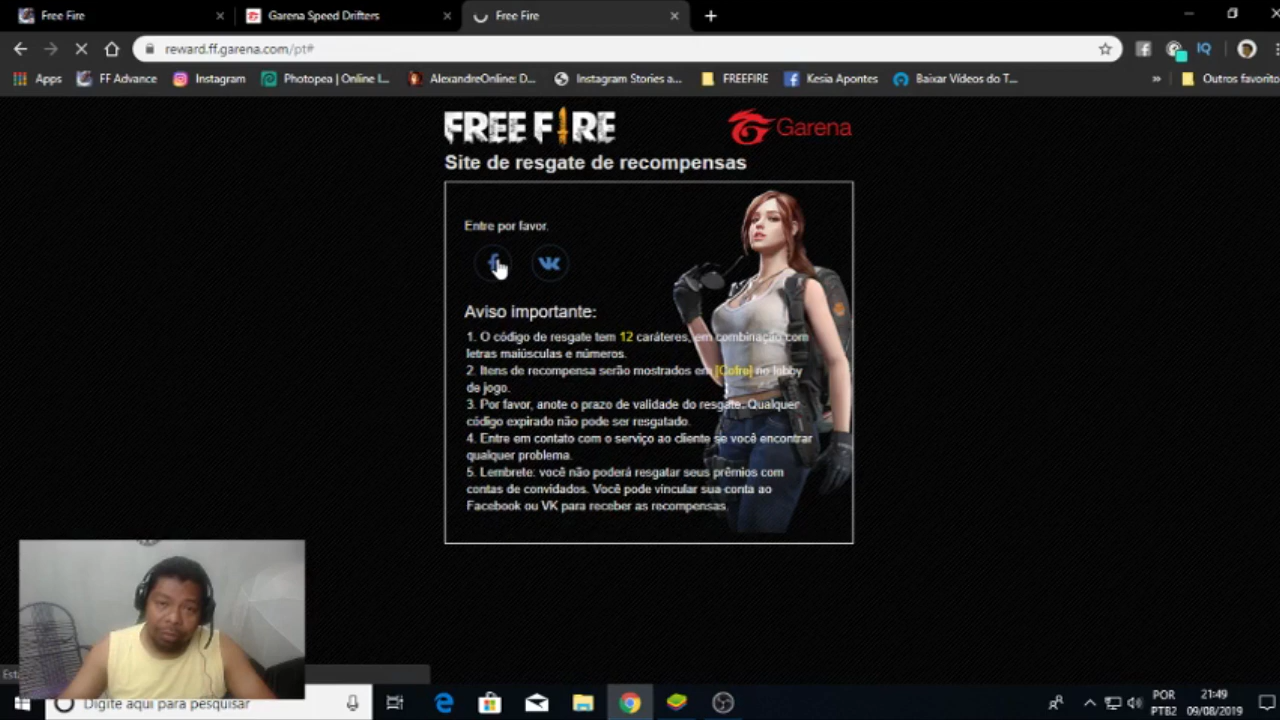 Free Fire
Garena Speed Drifters
Free Fire
reward.ff.garena.com/pt#
Apps
FF Advance
Instagram
Photopea | Online I...
AlexandreOnline: D...
Instagram Stories a...
FREEFIRE
Kesia Apontes
Baixar Vídeos do T...
»
Outros favorito
FREE FIRE
Garena
Site de resgate de recompensas
Entre por favor.
Aviso importante:
1. O código de resgate tem 12 caráteres, em combinação com
letras maiúsculas e números.
2. Itens de recompensa serão mostrados em [Cofre] no lobby
de jogo.
3. Por favor, anote o prazo de validade do resgate. Qualquer
código expirado não pode ser resgatado.
4. Entre em contato com o serviço ao cliente se você encontrar
qualquer problema.
5. Lembrete: você não poderá resgatar seus prêmios com
contas de convidados. Você pode vincular sua conta ao
Facebook ou VK para receber as recompensas.
Digite aqui para pesquisar
POR
PTB2
21:49
09/08/2019